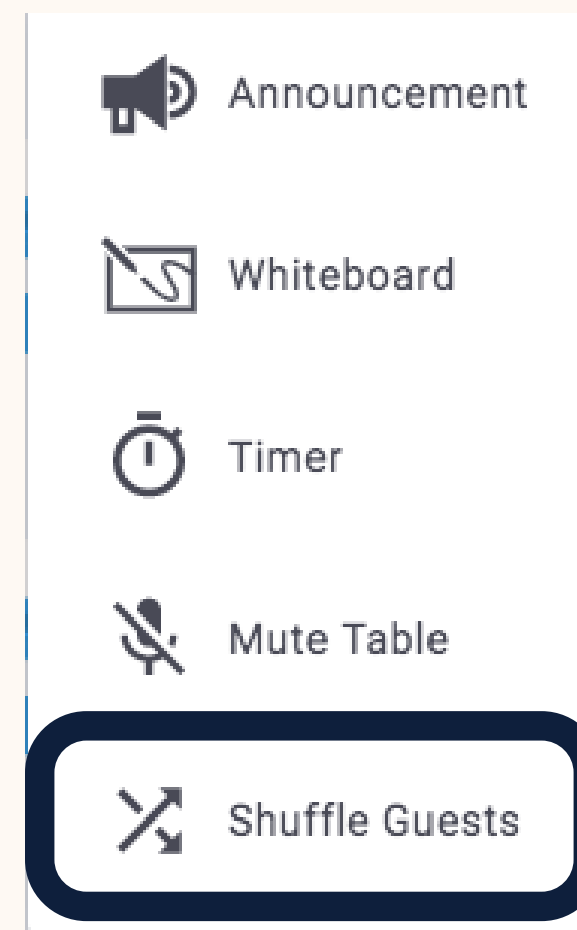 Announcement
Whiteboard
Timer
Mute Table
Shuffle Guests